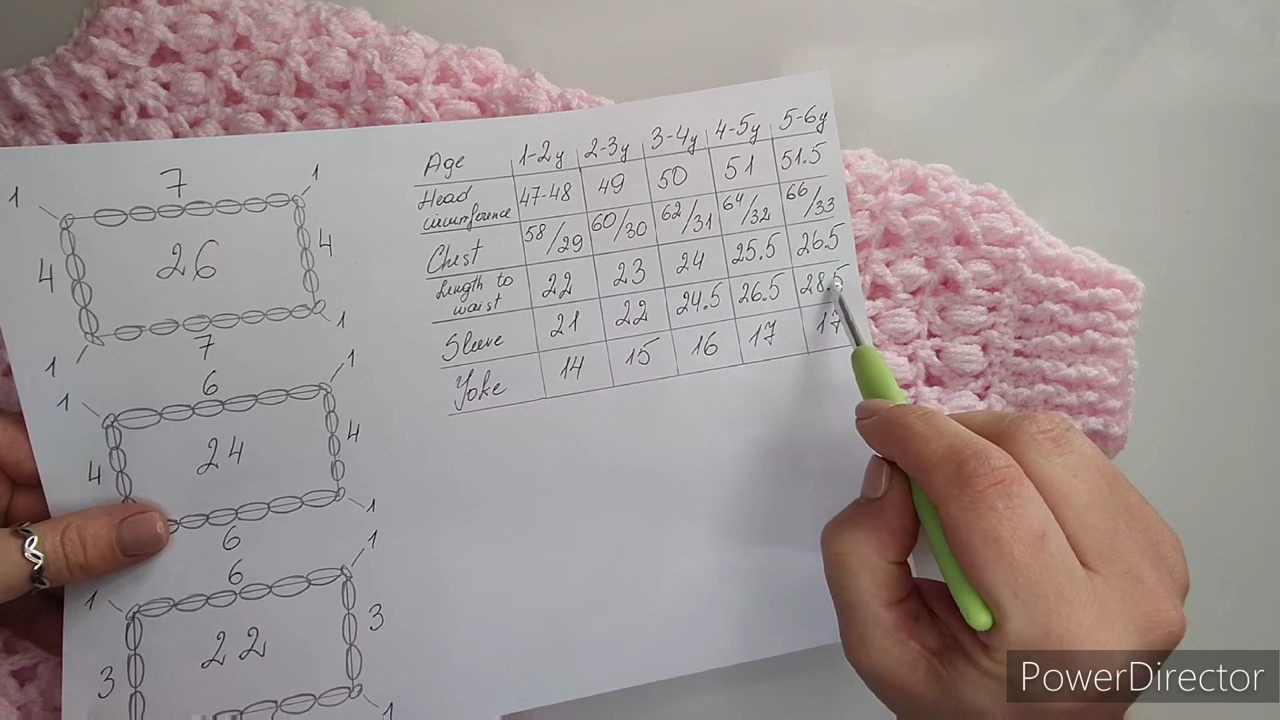 1 7 1
4 26 4
1 7 1
1 6 1
4 24 4
6 1
1 6 1
3 22 3
1
Age 1-2y 2-3y 3-4y 4-5y 5-6y
Head circumference 47-48 49 50 51 51.5
Chest 58/29 60/30 62/31 64/32 66/33
Length to waist 22 23 24 25.5 26.5
Sleeve 21 22 24.5 26.5 28.5
Yoke 14 15 16 17 17
PowerDirector